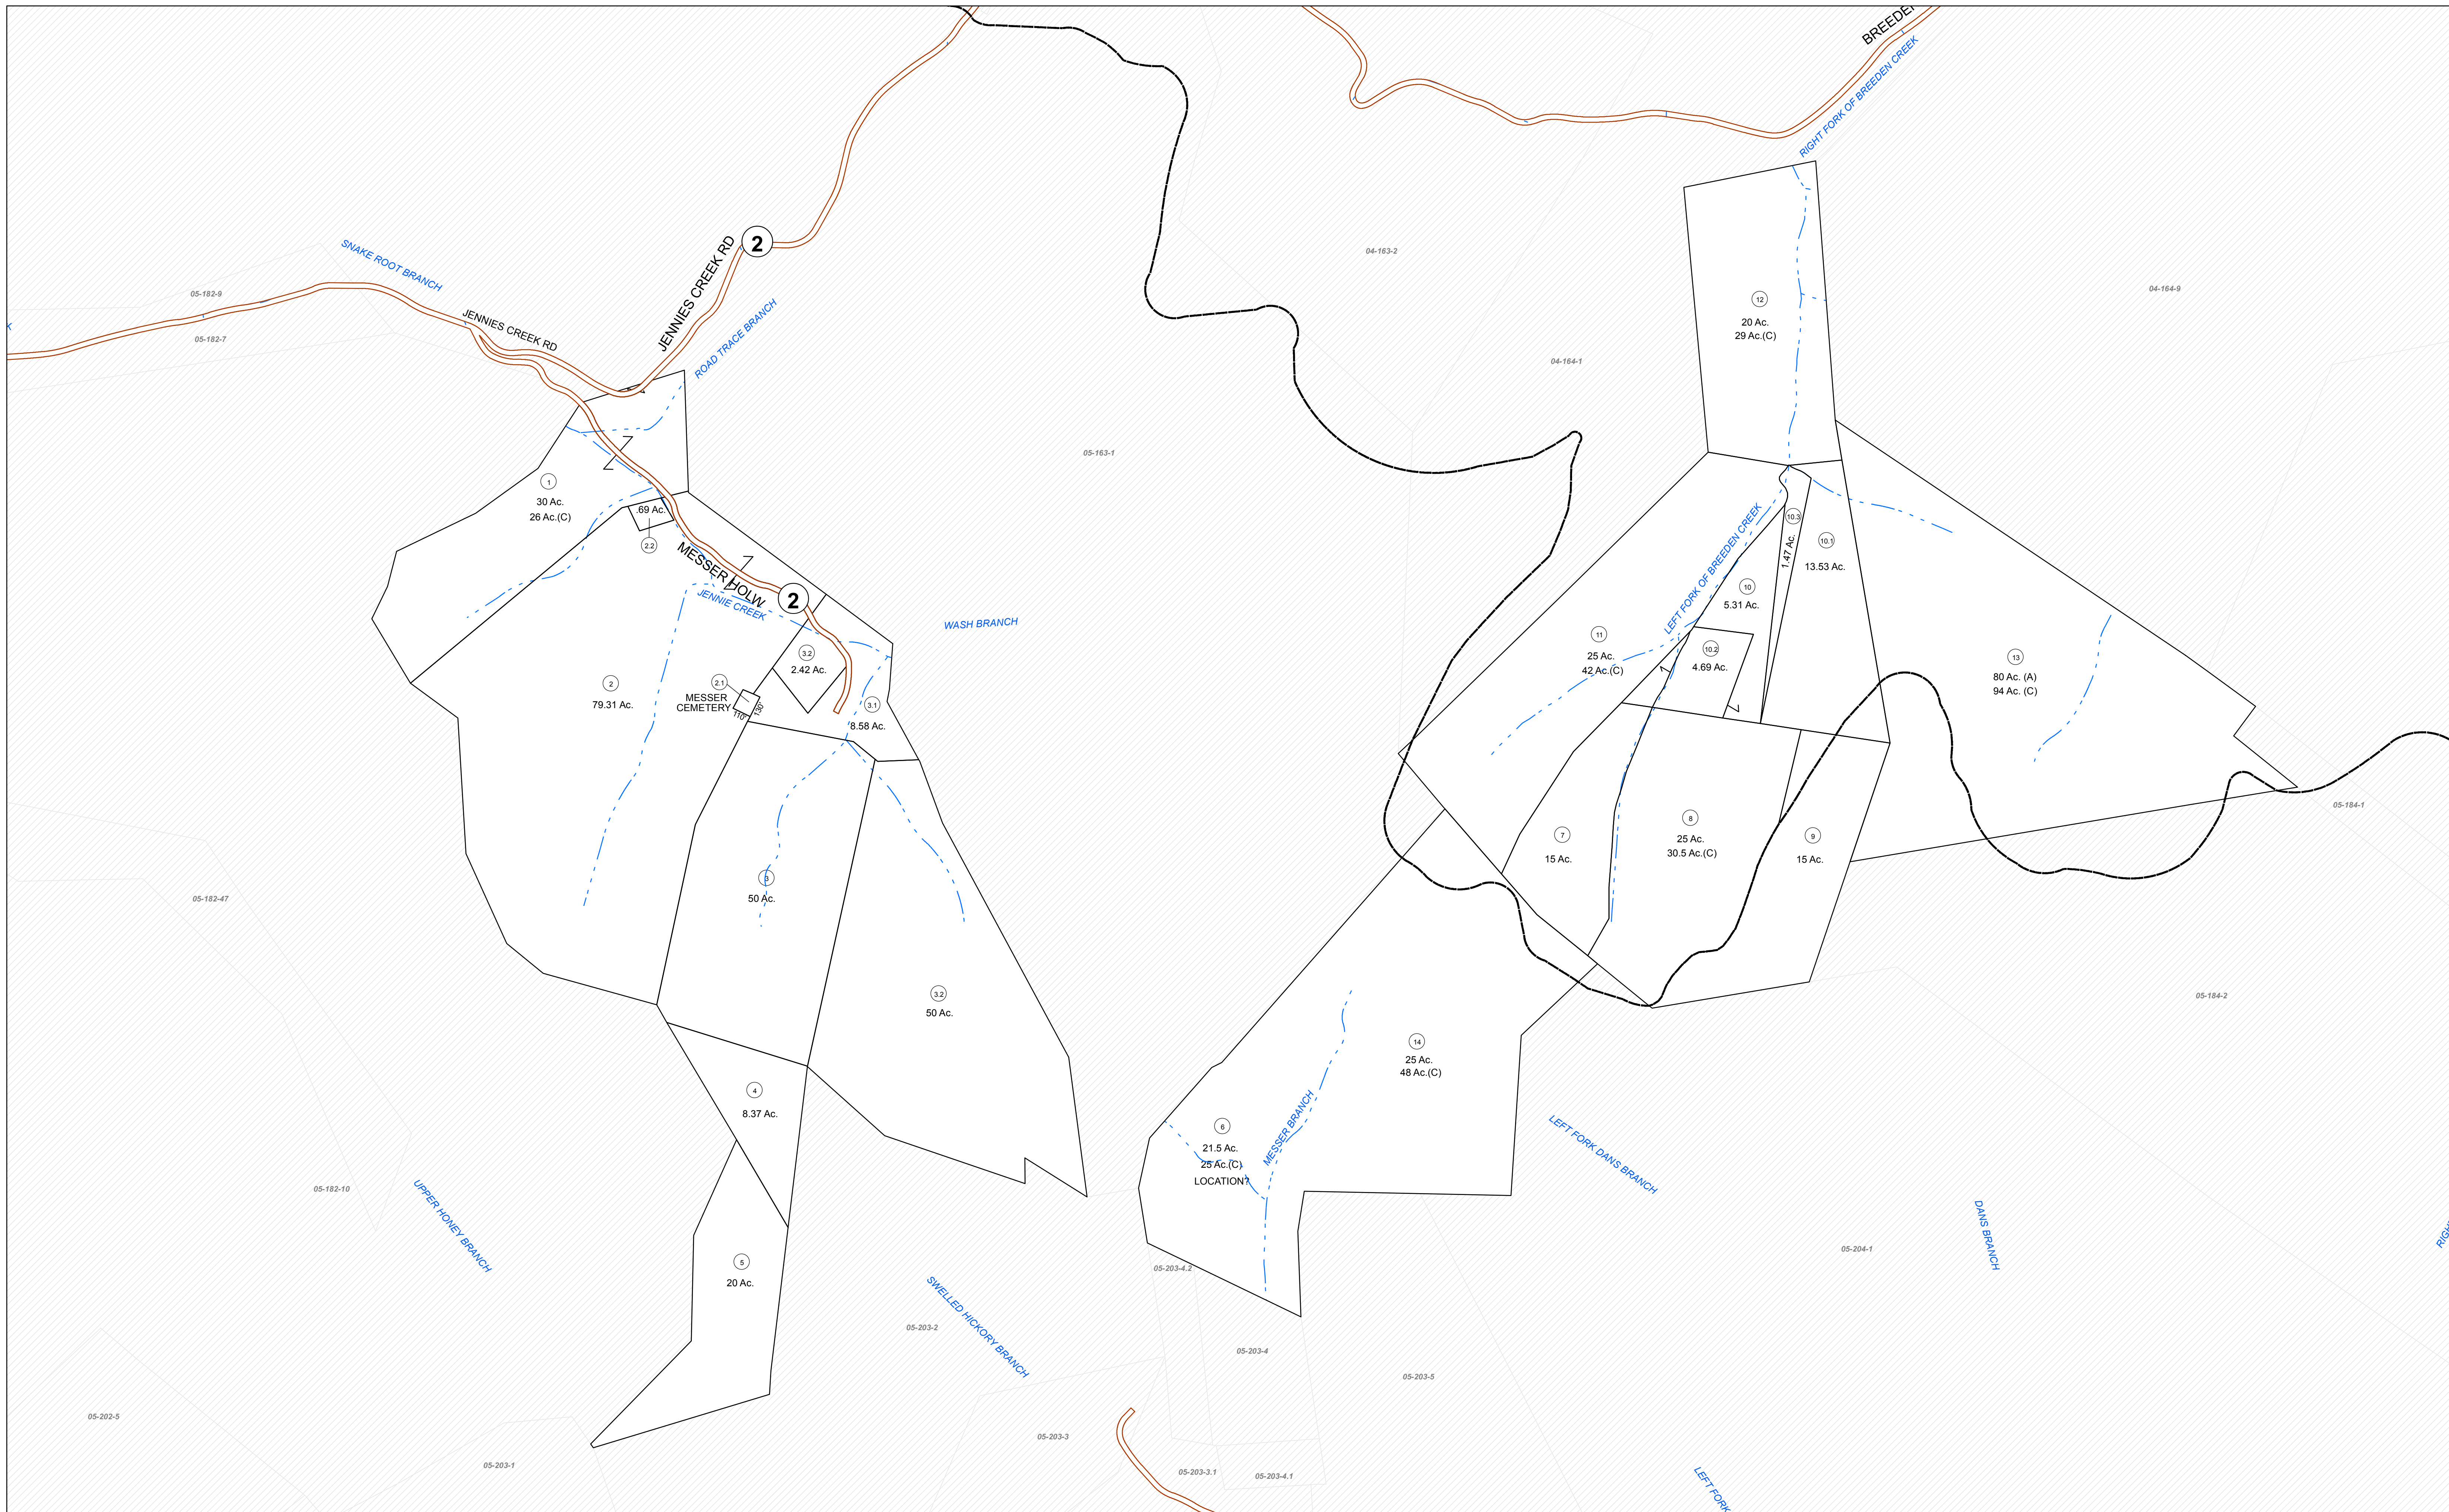 BREEDEN
RIGHT FORK OF BREEDEN CREEK
SNAKE ROOT BRANCH
JENNIES CREEK RD
2
04-163-2
04-164-9
05-182-9
K
JENNIES CREEK RD
ROAD TRACE BRANCH
05-182-7
12
20 Ac.
29 Ac.(C)
04-164-1
05-163-1
1
30 Ac.
26 Ac.(C)
.69 Ac.
2.2
MESSER HOLW
2
JENNIE CREEK
WASH BRANCH
LEFT FORK OF BREEDEN CREEK
10.3
1.47 Ac.
10.1
13.53 Ac.
10
5.31 Ac.
11
25 Ac.
42 Ac.(C)
10.2
4.69 Ac.
13
80 Ac. (A)
94 Ac. (C)
2
79.31 Ac.
3.2
2.42 Ac.
2.1
MESSER
CEMETERY
110'
130'
3.1
8.58 Ac.
05-184-1
7
15 Ac.
8
25 Ac.
30.5 Ac.(C)
9
15 Ac.
3
50 Ac.
05-182-47
3.2
50 Ac.
05-184-2
14
25 Ac.
48 Ac.(C)
4
8.37 Ac.
6
21.5 Ac.
25 Ac.(C)
LOCATION?
MESSER BRANCH
LEFT FORK DANS BRANCH
05-182-10
UPPER HONEY BRANCH
DANS BRANCH
RIGH
05-204-1
5
20 Ac.
05-203-4.2
SWELLED HICKORY BRANCH
05-203-2
05-203-4
05-203-5
05-202-5
05-203-3
05-203-1
05-203-3.1
05-203-4.1
LEFT FORK